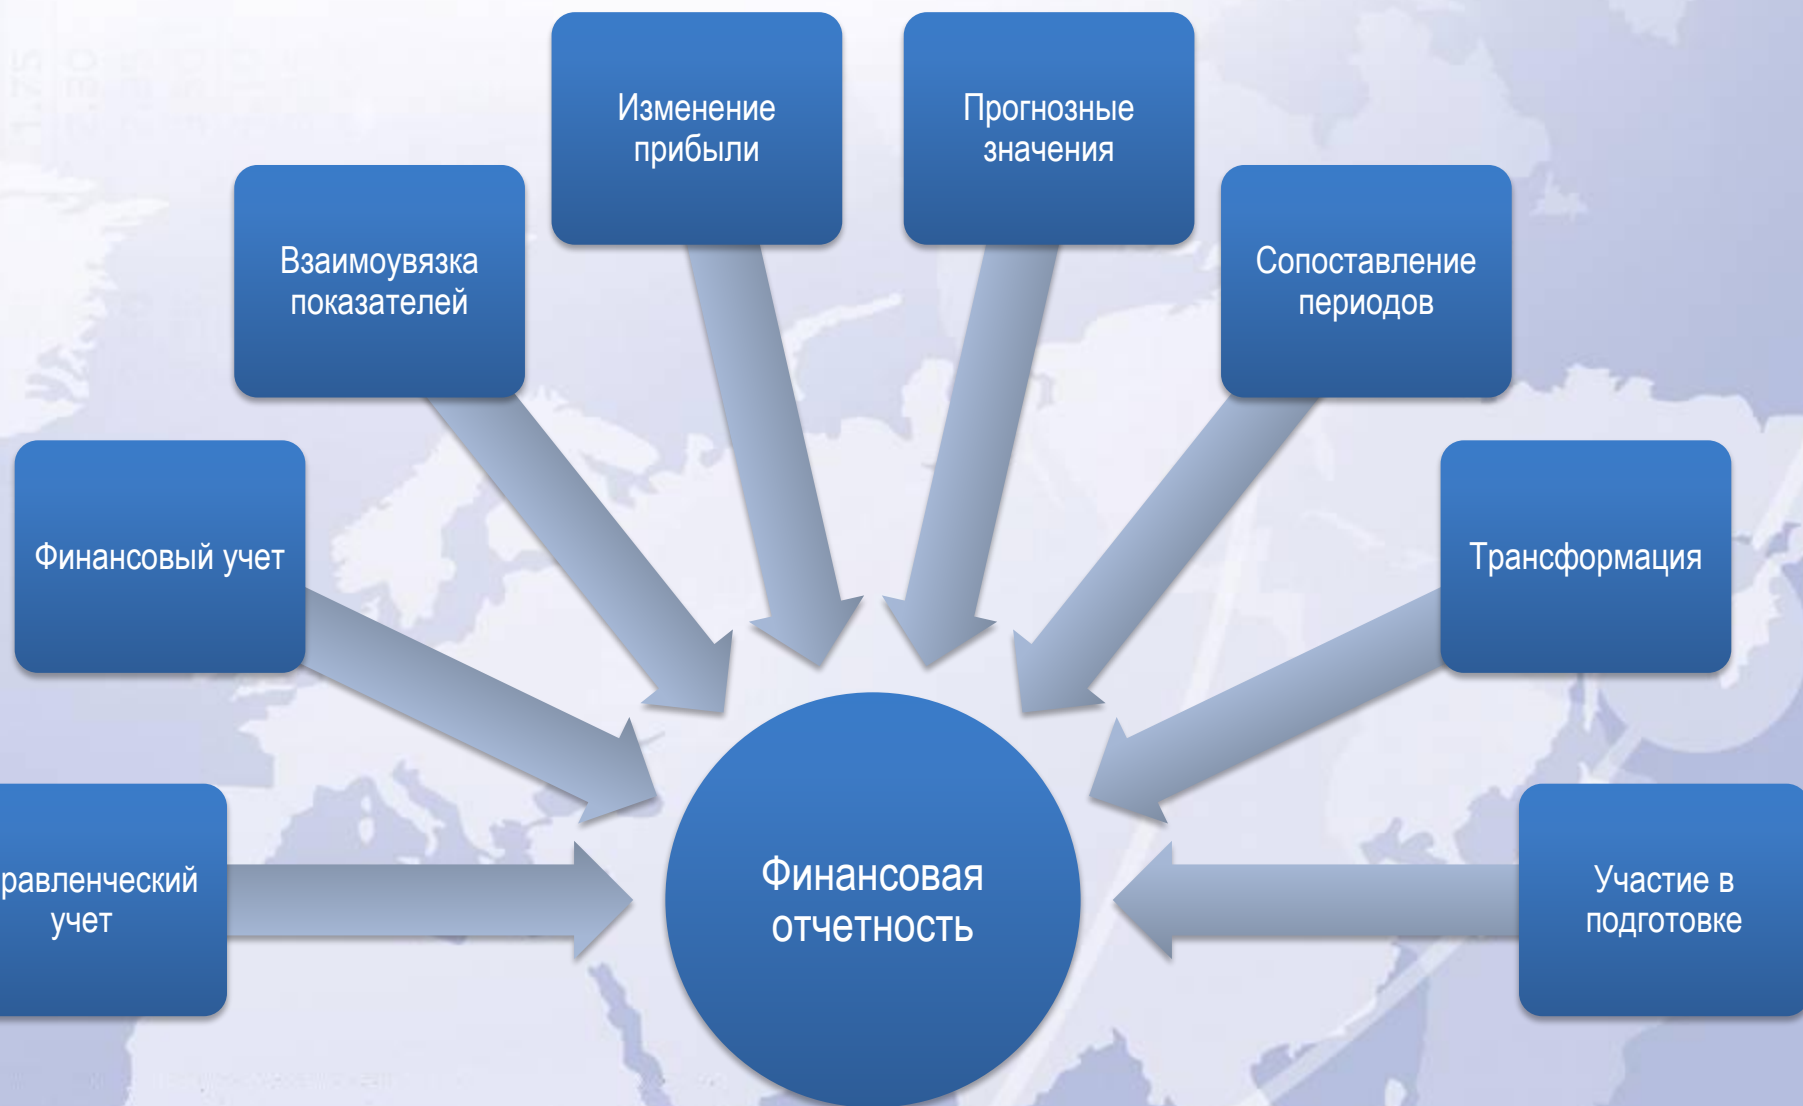 Изменение
прибыли
Прогнозные
значения
Взаимоувязка
показателей
Сопоставление
периодов
Финансовый учет
Трансформация
равленческий
учет
Финансовая
отчетность
Участие в
подготовке